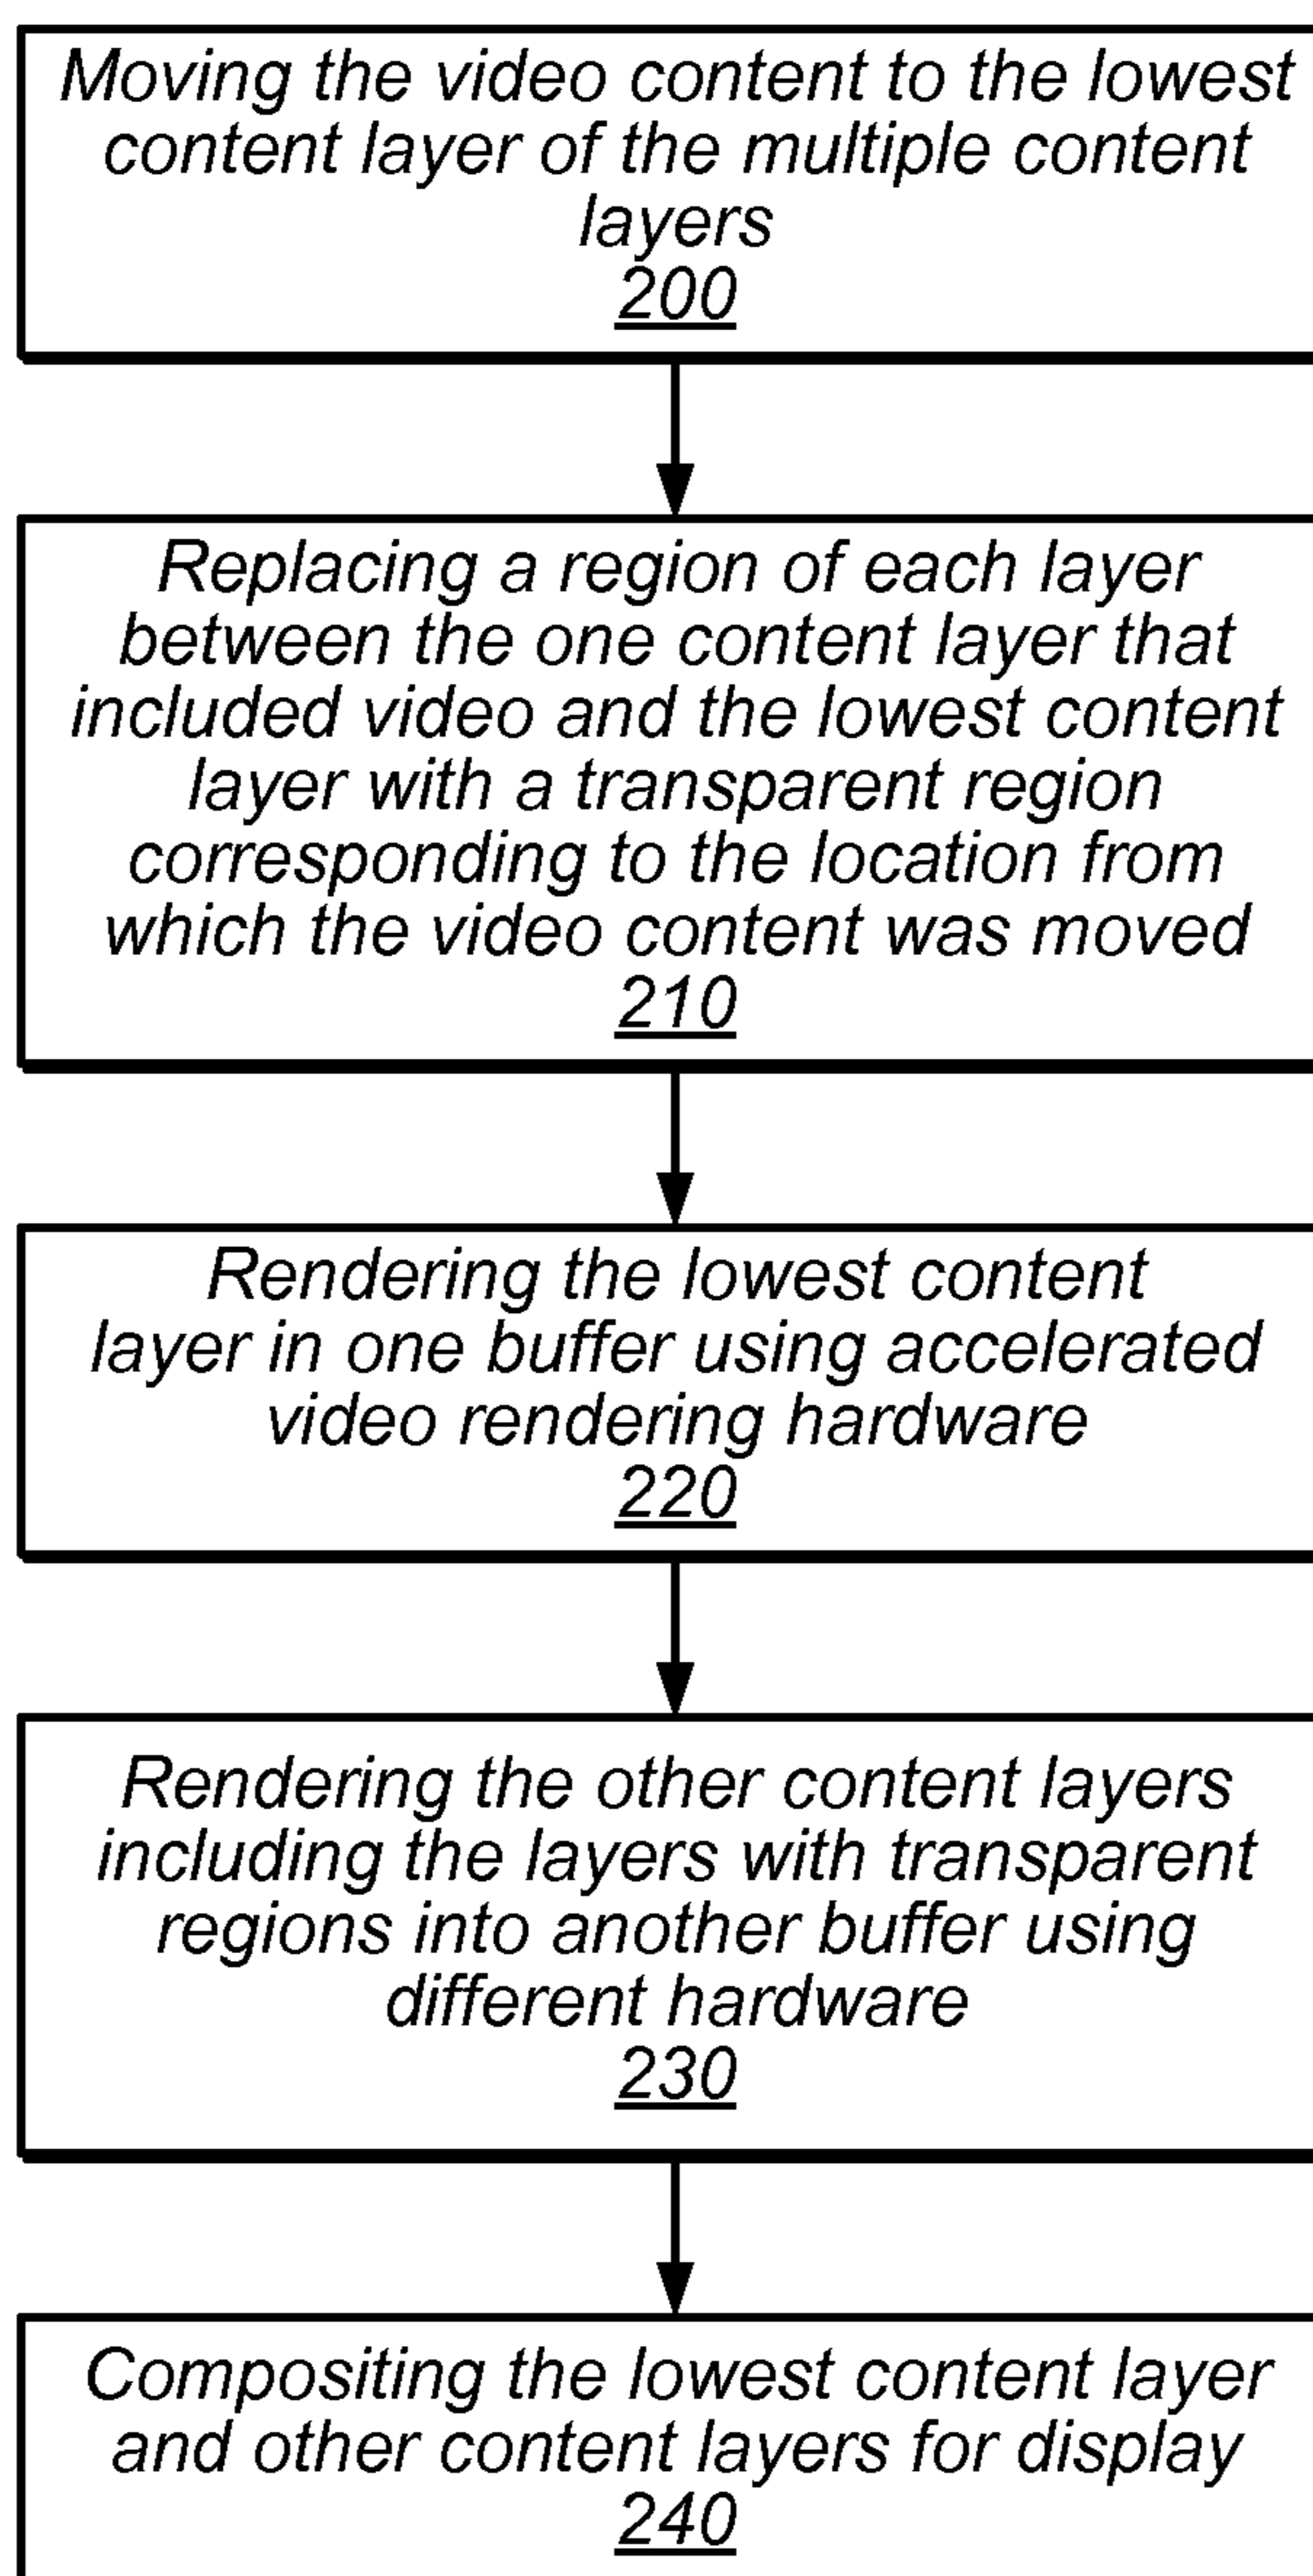 Moving the video content to the lowest
content layer of the multiple content
layers
200
Replacing a region of each layer
between the one content layer that
included video and the lowest content
layer with a transparent region
corresponding to the location from
which the video content was moved
210
Rendering the lowest content
layer in one buffer using accelerated
video rendering hardware
220
Rendering the other content layers
including the layers with transparent
regions into another buffer using
different hardware
230
Compositing the lowest content layer
and other content layers for display
240